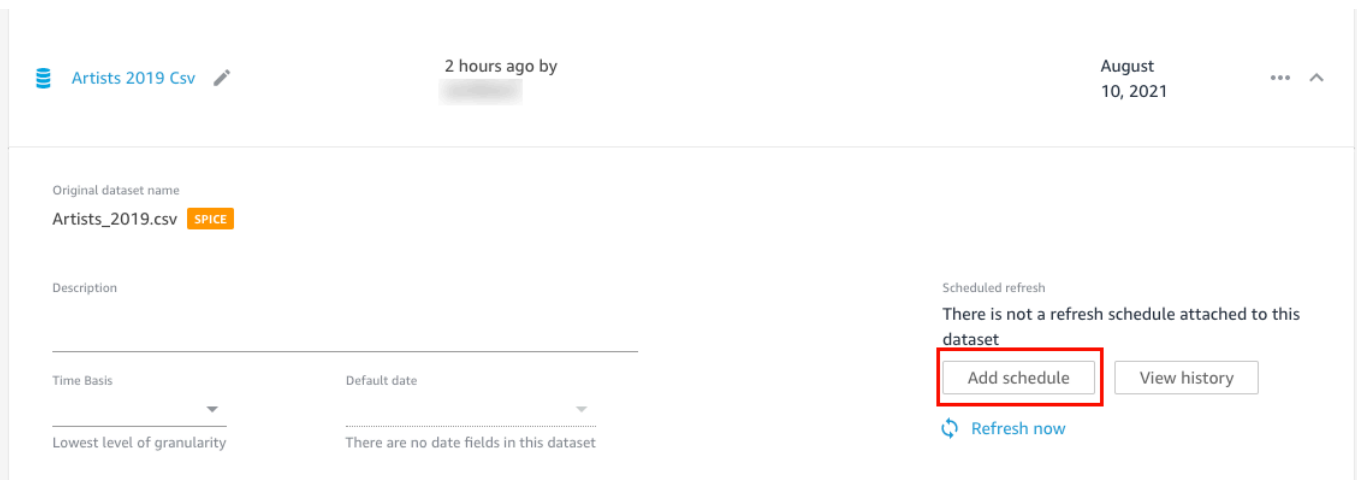 Artists 2019 Csv
2 hours ago by
August
10, 2021
Original dataset name
Artists_2019.csv SPICE
Description
Scheduled refresh
There is not a refresh schedule attached to this
dataset
Add schedule View history
Refresh now
Time Basis
Default date
Lowest level of granularity
There are no date fields in this dataset